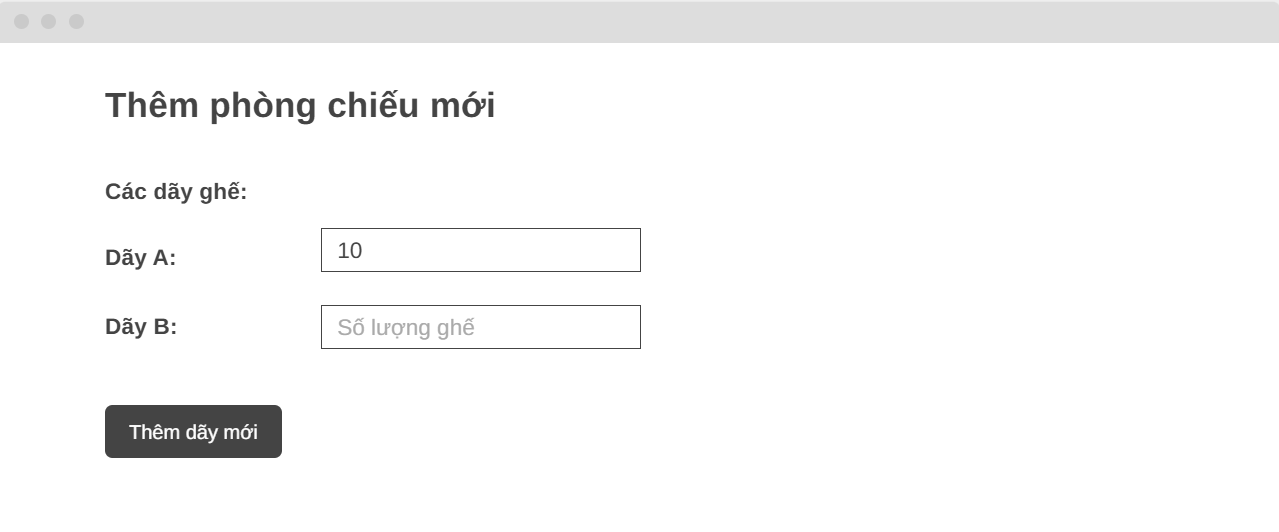 Thêm phòng chiếu mới
Các dãy ghế:
Dãy A: 10
Dãy B: Số lượng ghế
Thêm dãy mới